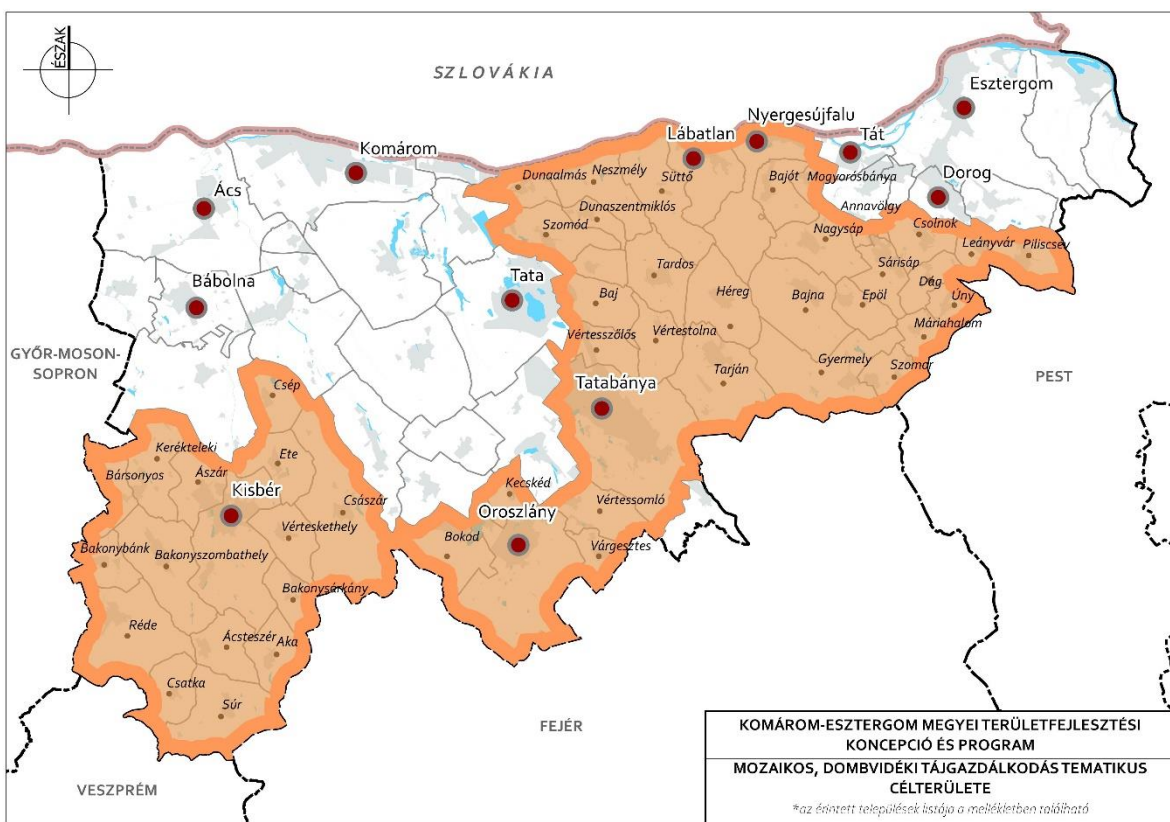 ÉSZAK
SZLOVÁKIA
Esztergom
Nyergesújfalu
Lábatlan
Tát
Komárom
Dorog
Ács
Dunaalmás
Neszmély
Süttő
Bajót
Mogyorósbánya
Annavölgy
Dunaszentmiklós
Szomód
Nagysáp
Csolnok
Leányvár
Piliscsév
Tardos
Sárisáp
Dág
Bábolna
Tata
Baj
Héreg
Bajna
Epöl
Úny
Máriahalom
Vértesszőlős
Vértestolna
GYŐR-MOSON-
SOPRON
Tarján
Gyermely
Szomor
PEST
Csép
Tatabánya
Kerékteleki
Ete
Bársonyos
Ászár
Kisbér
Császár
Kecskéd
Oroszlány
Vértessomló
Vérteskethely
Bokod
Várgesztes
Bakonybánk
Bakonyszombathely
Bakonysárkány
Réde
Ácsteszér
Aka
Csatka
Súr
FEJÉR
VESZPRÉM
KOMÁROM-ESZTERGOM MEGYEI TERÜLETFEJLESZTÉSI
KONCEPCIÓ ÉS PROGRAM
MOZAIKOS, DOMBVIDÉKI TÁJGAZDÁLKODÁS TEMATIKUS
CÉLTERÜLETE
*az érintett települések listája a mellékletben található